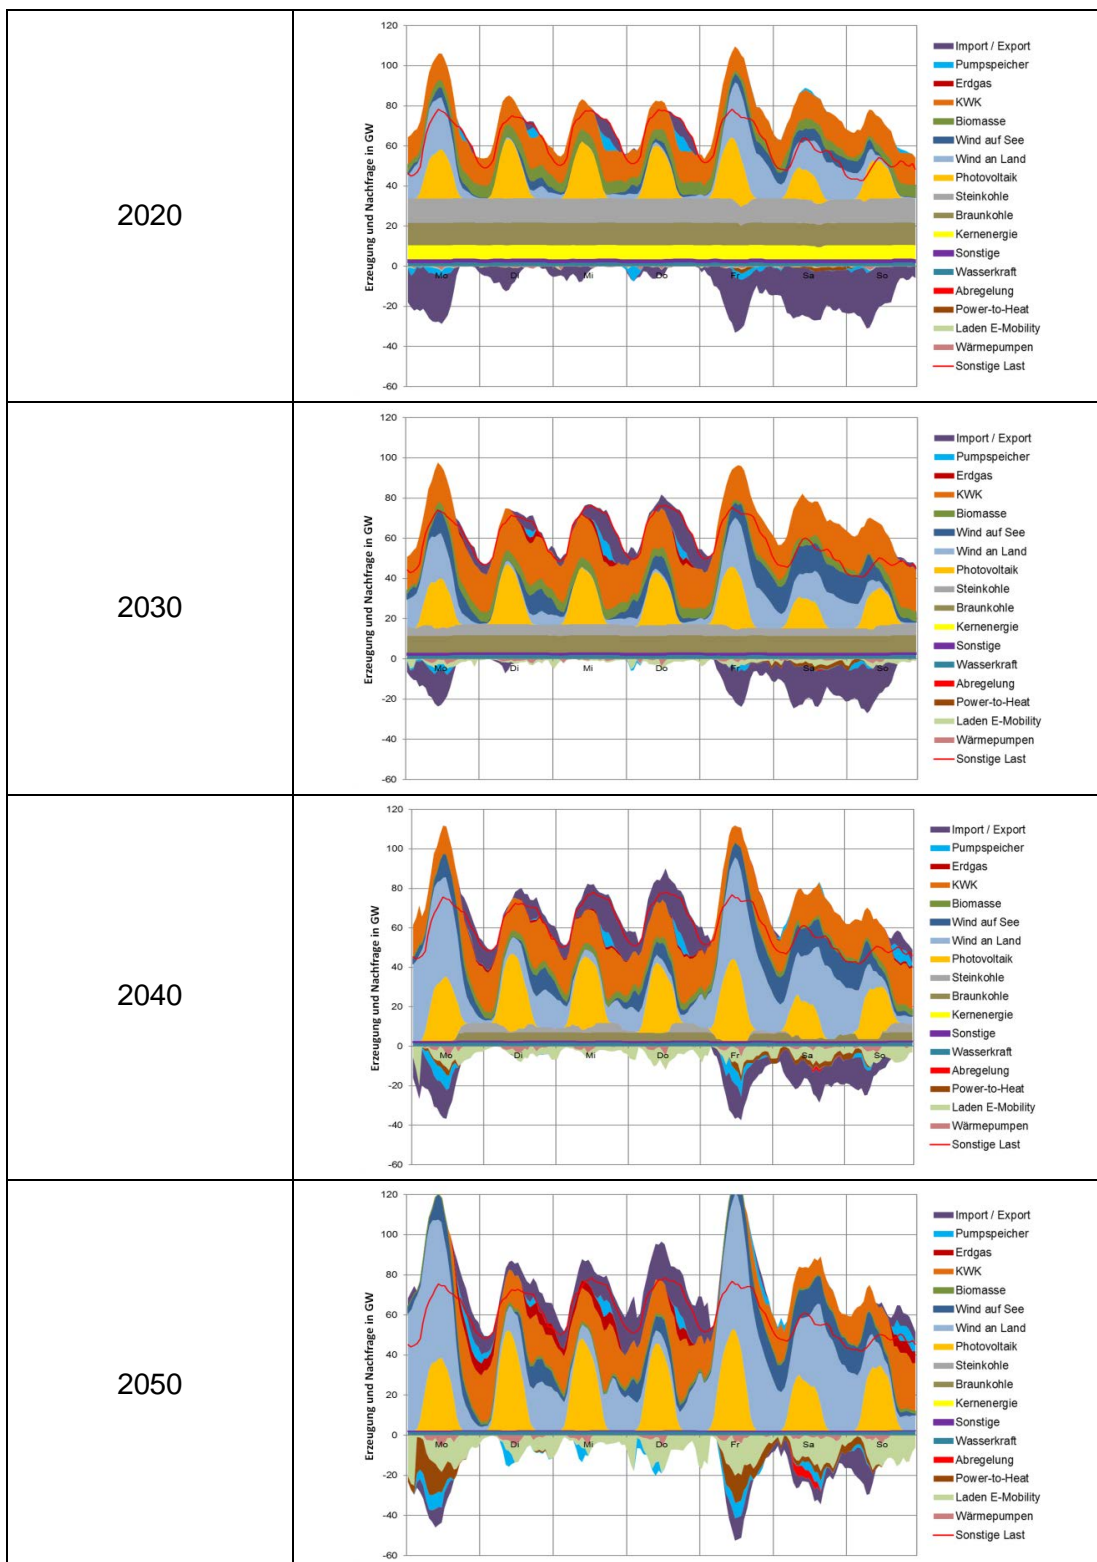 2020
Erzeugung und Nachfrage in GW
120
100
80
60
40
20
0
-20
-40
-60
Mo Di Mi Do Fr Sa So
Import / Export
Pumpspeicher
Erdgas
KWK
Biomasse
Wind auf See
Wind an Land
Photovoltaik
Steinkohle
Braunkohle
Kernenergie
Sonstige
Wasserkraft
Abregelung
Power-to-Heat
Laden E-Mobility
Wärmepumpen
Sonstige Last
2030
Erzeugung und Nachfrage in GW
120
100
80
60
40
20
0
-20
-40
-60
Mo Di Mi Do Fr Sa So
Import / Export
Pumpspeicher
Erdgas
KWK
Biomasse
Wind auf See
Wind an Land
Photovoltaik
Steinkohle
Braunkohle
Kernenergie
Sonstige
Wasserkraft
Abregelung
Power-to-Heat
Laden E-Mobility
Wärmepumpen
Sonstige Last
2040
Erzeugung und Nachfrage in GW
120
100
80
60
40
20
0
-20
-40
-60
Mo Di Mi Do Fr Sa So
Import / Export
Pumpspeicher
Erdgas
KWK
Biomasse
Wind auf See
Wind an Land
Photovoltaik
Steinkohle
Braunkohle
Kernenergie
Sonstige
Wasserkraft
Abregelung
Power-to-Heat
Laden E-Mobility
Wärmepumpen
Sonstige Last
2050
Erzeugung und Nachfrage in GW
120
100
80
60
40
20
0
-20
-40
-60
Mo Di Mi Do Fr Sa So
Import / Export
Pumpspeicher
Erdgas
KWK
Biomasse
Wind auf See
Wind an Land
Photovoltaik
Steinkohle
Braunkohle
Kernenergie
Sonstige
Wasserkraft
Abregelung
Power-to-Heat
Laden E-Mobility
Wärmepumpen
Sonstige Last